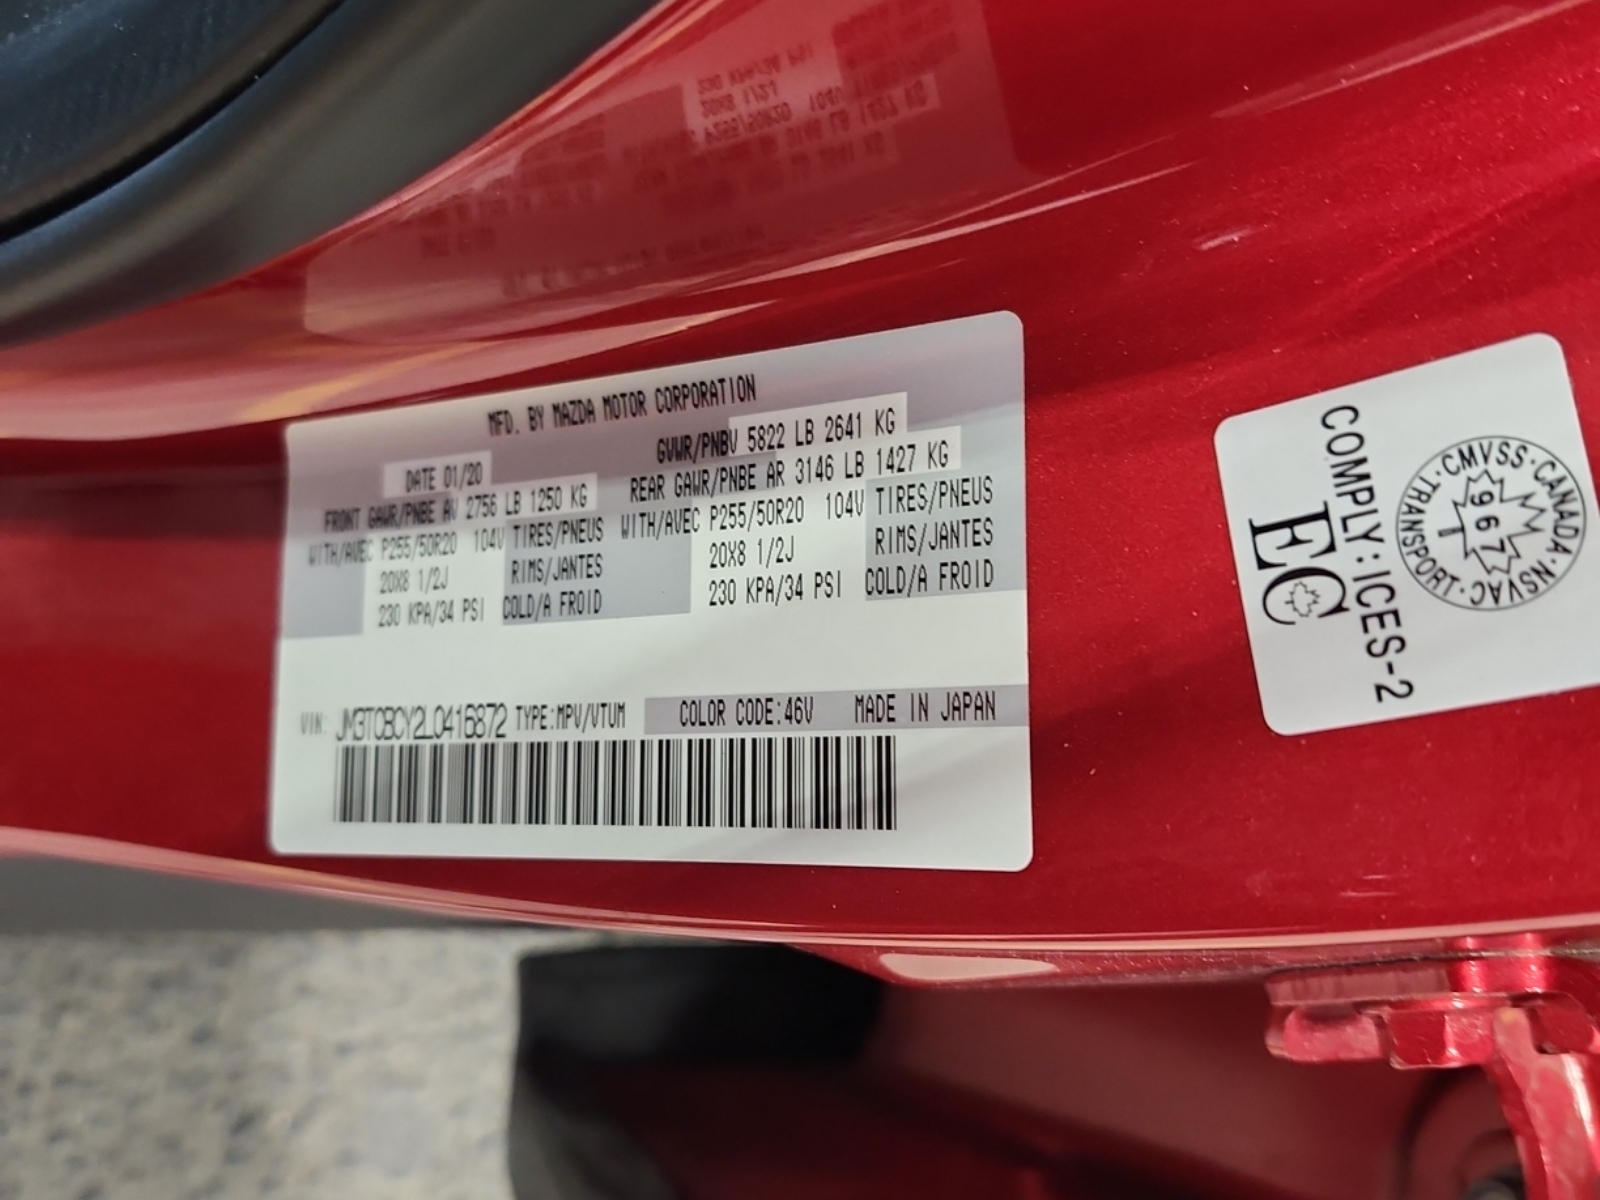 MFD. BY MAZDA MOTOR CORPORATION
DATE 01/20 GVWR/PNBV 5822 LB 2641 KG
FRONT GAWR/PNBE AV 2756 LB 1250 KG REAR GAWR/PNBE AR 3146 LB 1427 KG
WITH/AVEC P255/50R20 104V TIRES/PNEUS WITH/AVEC P255/50R20 104V TIRES/PNEUS
20X8 1/2J RIMS/JANTES 20X8 1/2J RIMS/JANTES
230 KPA/34 PSI COLD/A FROID 230 KPA/34 PSI COLD/A FROID
VIN: JM3TCBCY2L0416872 TYPE:MPV/VTUM COLOR CODE:46V MADE IN JAPAN
CMVSS·CANADA·NSVAC·TRANSPORT·
967
1
COMPLY:ICES-2
EC